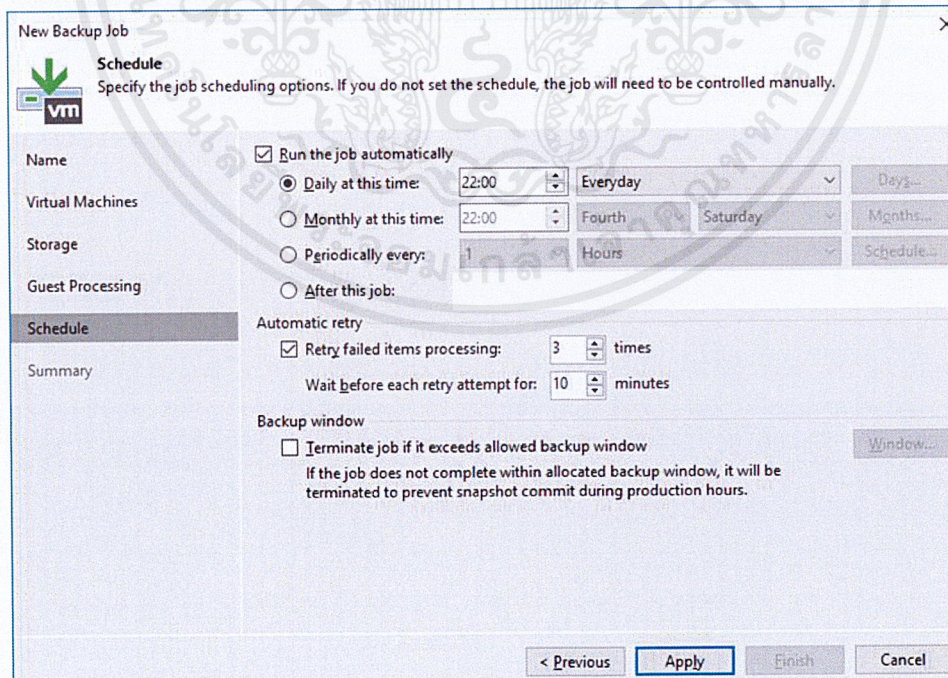 New Backup Job
Schedule
Specify the job scheduling options. If you do not set the schedule, the job will need to be controlled manually.
vm
Name
Virtual Machines
Storage
Guest Processing
Schedule
Summary
Run the job automatically
Daily at this time: 22:00 Everyday Days...
Monthly at this time: 22:00 Fourth Saturday Months...
Periodically every: 1 Hours Schedule...
After this job:
Automatic retry
Retry failed items processing: 3 times
Wait before each retry attempt for: 10 minutes
Backup window
Terminate job if it exceeds allowed backup window Window...
If the job does not complete within allocated backup window, it will be
terminated to prevent snapshot commit during production hours.
< Previous Apply Finish Cancel